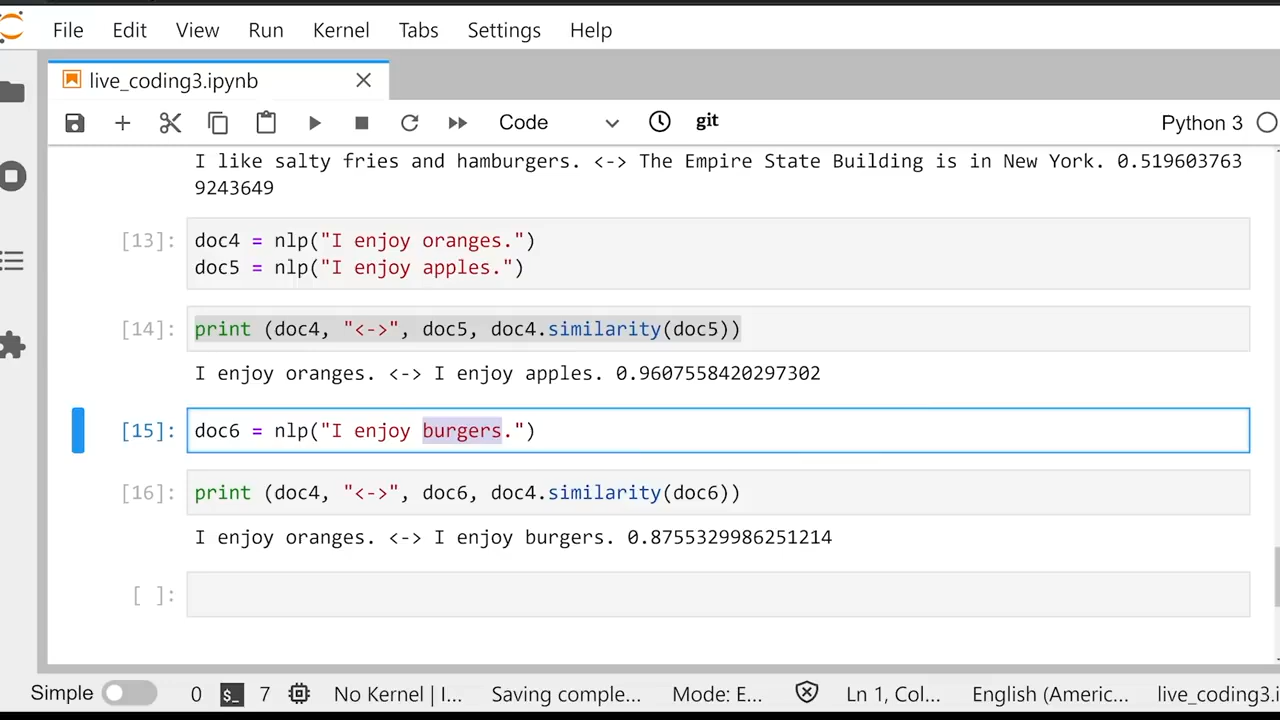 File Edit View Run Kernel Tabs Settings Help
live_coding3.ipynb
Code git Python 3
I like salty fries and hamburgers. <-> The Empire State Building is in New York. 0.519603763
9243649
[13]: doc4 = nlp("I enjoy oranges.")
doc5 = nlp("I enjoy apples.")
[14]: print (doc4, "<->", doc5, doc4.similarity(doc5))
I enjoy oranges. <-> I enjoy apples. 0.9607558420297302
[15]: doc6 = nlp("I enjoy burgers.")
[16]: print (doc4, "<->", doc6, doc4.similarity(doc6))
I enjoy oranges. <-> I enjoy burgers. 0.8755329986251214
[ ]:
Simple 0 $_ 7 No Kernel | I... Saving comple... Mode: E... Ln 1, Col... English (Americ... live_coding3.i